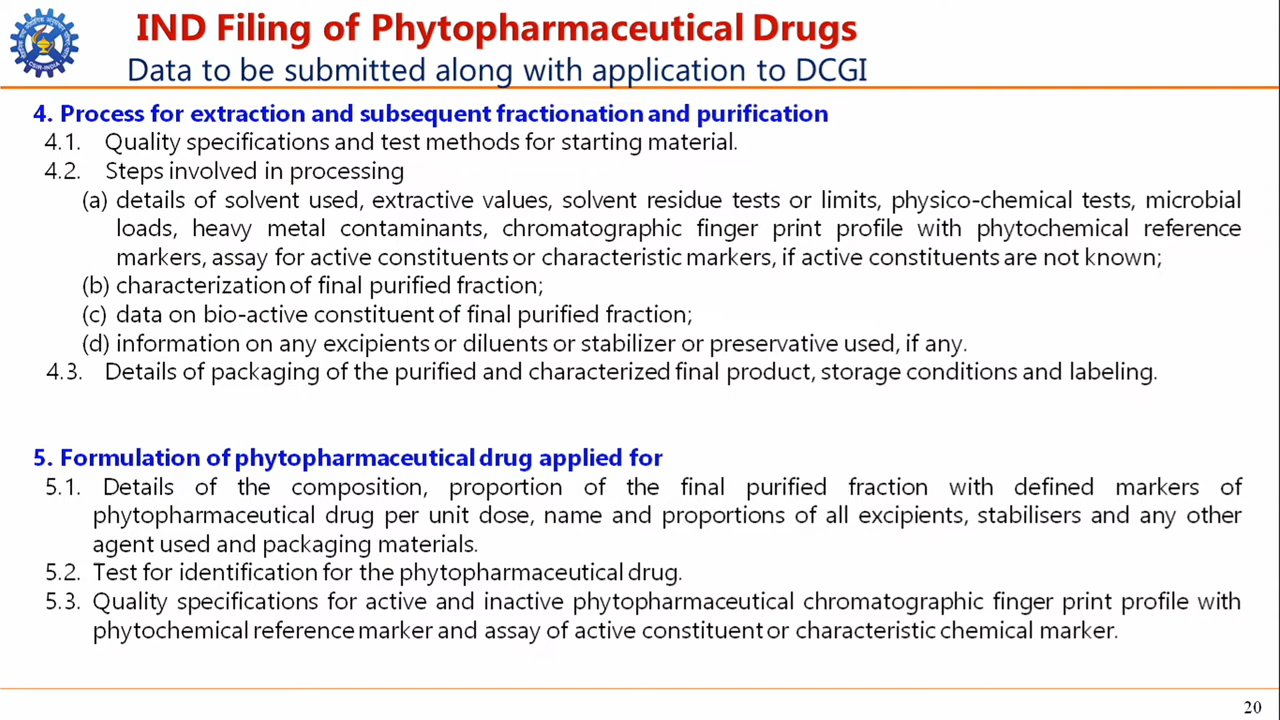 IND Filing of Phytopharmaceutical Drugs
Data to be submitted along with application to DCGI
4. Process for extraction and subsequent fractionation and purification
4.1. Quality specifications and test methods for starting material.
4.2. Steps involved in processing
(a) details of solvent used, extractive values, solvent residue tests or limits, physico-chemical tests, microbial
loads, heavy metal contaminants, chromatographic finger print profile with phytochemical reference
markers, assay for active constituents or characteristic markers, if active constituents are not known;
(b) characterization of final purified fraction;
(c) data on bio-active constituent of final purified fraction;
(d) information on any excipients or diluents or stabilizer or preservative used, if any.
4.3. Details of packaging of the purified and characterized final product, storage conditions and labeling.
5. Formulation of phytopharmaceutical drug applied for
5.1. Details of the composition, proportion of the final purified fraction with defined markers of
phytopharmaceutical drug per unit dose, name and proportions of all excipients, stabilisers and any other
agent used and packaging materials.
5.2. Test for identification for the phytopharmaceutical drug.
5.3. Quality specifications for active and inactive phytopharmaceutical chromatographic finger print profile with
phytochemical reference marker and assay of active constituent or characteristic chemical marker.
20